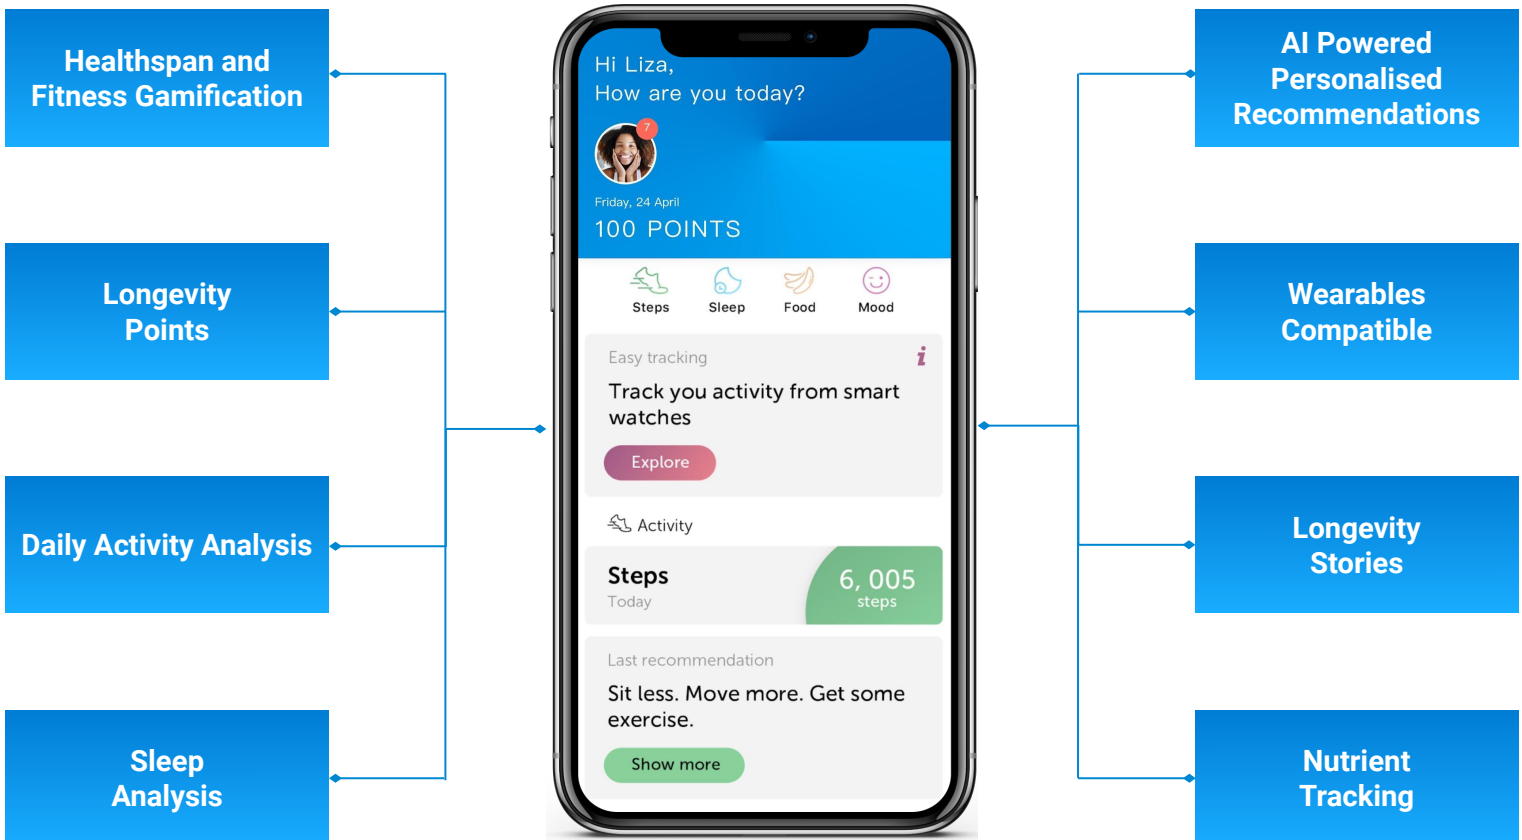 Healthspan and
Fitness Gamification
Longevity
Points
Daily Activity Analysis
Sleep
Analysis
Hi Liza,
How are you today?
7
Friday, 24 April
100 POINTS
Steps
Sleep
Food
Mood
Easy tracking
i
Track you activity from smart
watches
Explore
Activity
Steps
Today
6, 005
steps
Last recommendation
Sit less. Move more. Get some
exercise.
Show more
AI Powered
Personalised
Recommendations
Wearables
Compatible
Longevity
Stories
Nutrient
Tracking